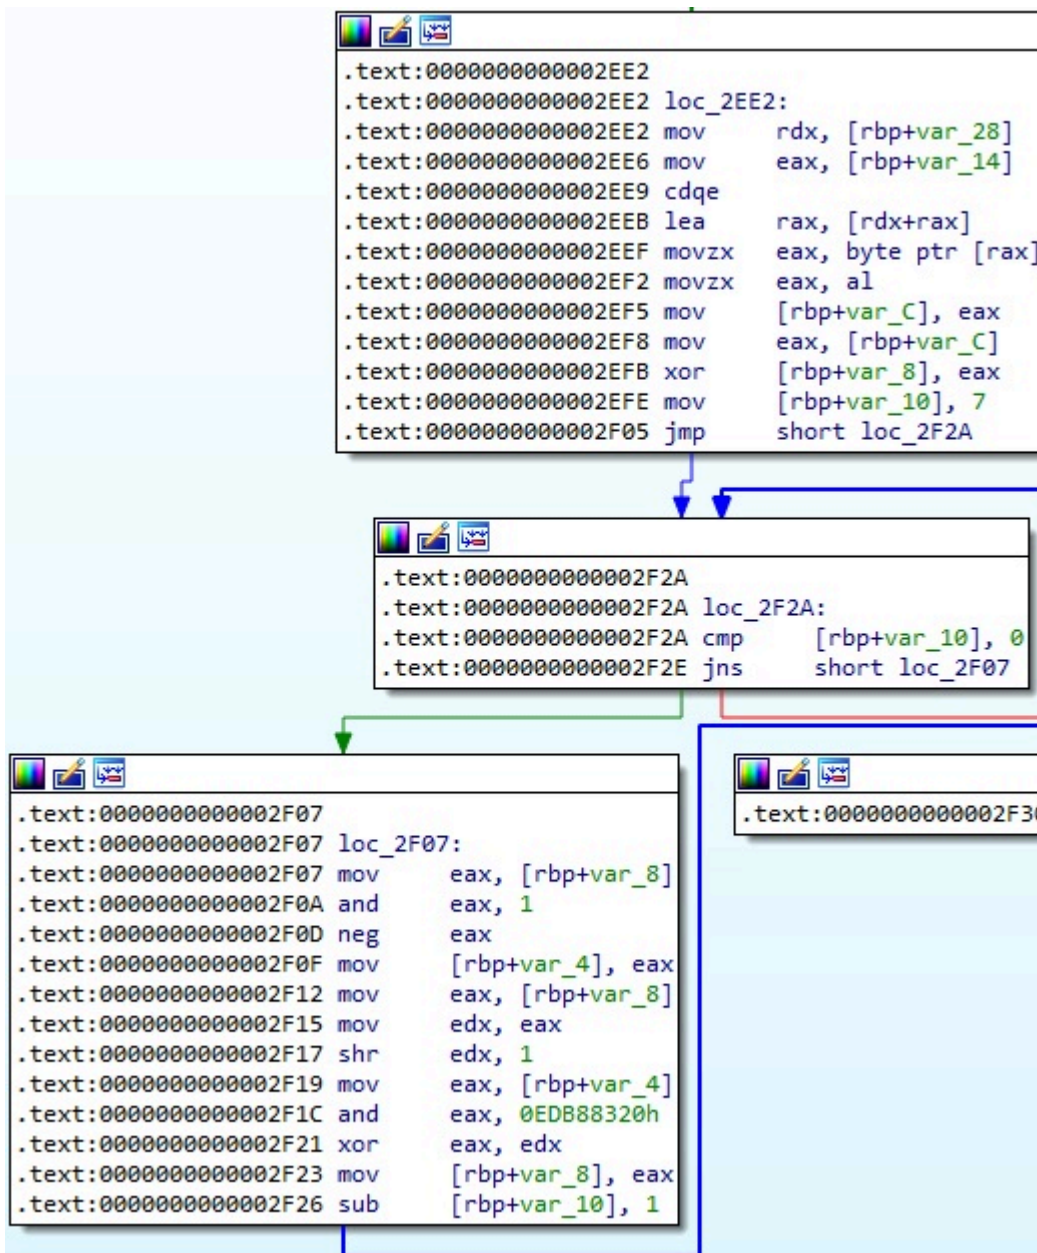 .text:0000000000002EE2
.text:0000000000002EE2 loc_2EE2:
.text:0000000000002EE2 mov rdx, [rbp+var_28]
.text:0000000000002EE6 mov eax, [rbp+var_14]
.text:0000000000002EE9 cdqe
.text:0000000000002EEB lea rax, [rdx+rax]
.text:0000000000002EEF movzx eax, byte ptr [rax]
.text:0000000000002EF2 movzx eax, al
.text:0000000000002EF5 mov [rbp+var_C], eax
.text:0000000000002EF8 mov eax, [rbp+var_C]
.text:0000000000002EFB xor [rbp+var_8], eax
.text:0000000000002EFE mov [rbp+var_10], 7
.text:0000000000002F05 jmp short loc_2F2A
.text:0000000000002F2A
.text:0000000000002F2A loc_2F2A:
.text:0000000000002F2A cmp [rbp+var_10], 0
.text:0000000000002F2E jns short loc_2F07
.text:0000000000002F07
.text:0000000000002F07 loc_2F07:
.text:0000000000002F07 mov eax, [rbp+var_8]
.text:0000000000002F0A and eax, 1
.text:0000000000002F0D neg eax
.text:0000000000002F0F mov [rbp+var_4], eax
.text:0000000000002F12 mov eax, [rbp+var_8]
.text:0000000000002F15 mov edx, eax
.text:0000000000002F17 shr edx, 1
.text:0000000000002F19 mov eax, [rbp+var_4]
.text:0000000000002F1C and eax, 0EDB88320h
.text:0000000000002F21 xor eax, edx
.text:0000000000002F23 mov [rbp+var_8], eax
.text:0000000000002F26 sub [rbp+var_10], 1
.text:0000000000002F30